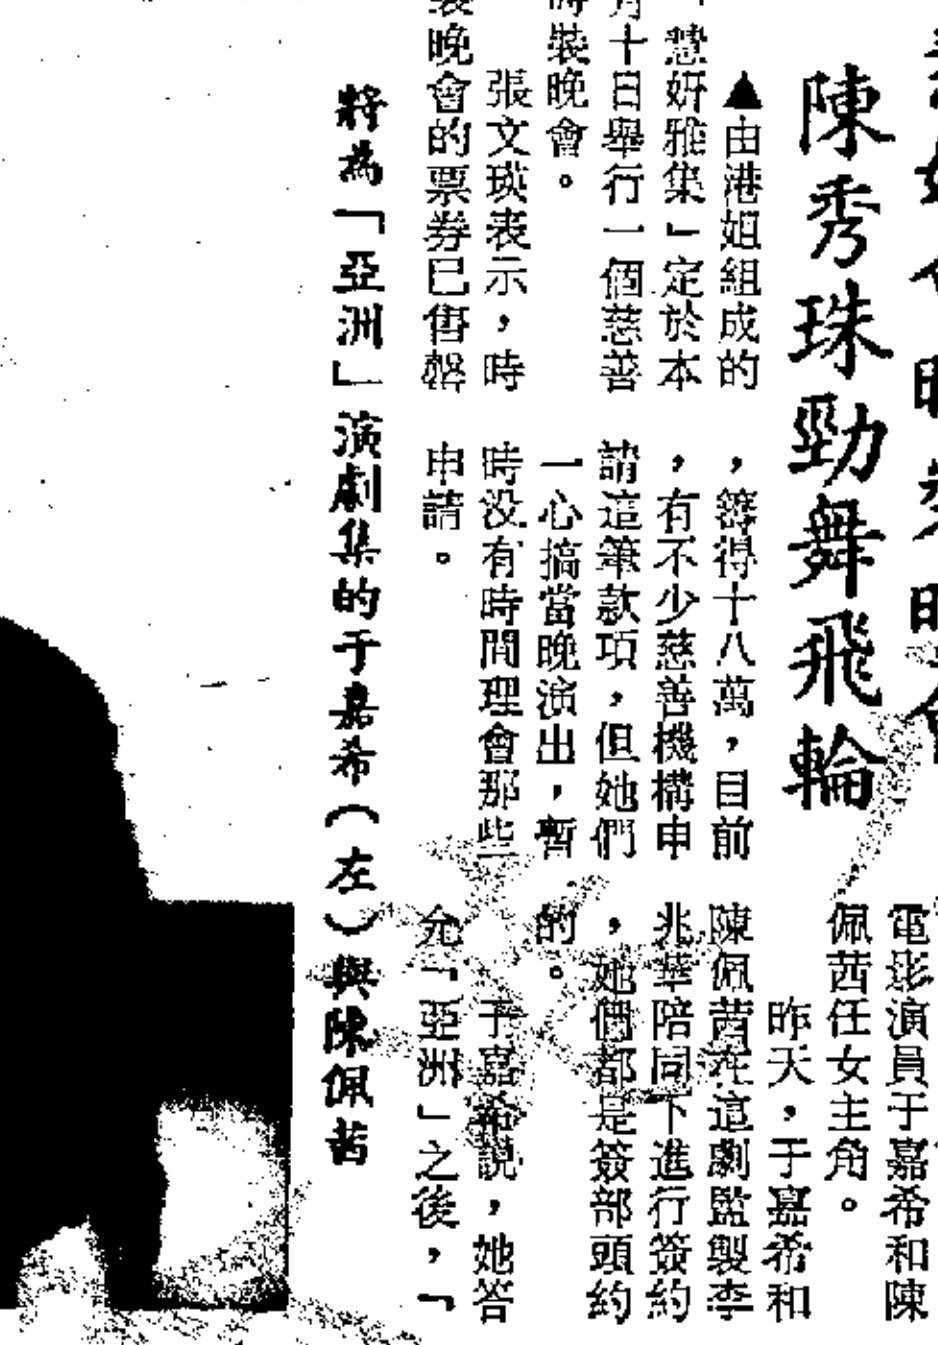 陳秀珠勁舞飛輪
▲由港姐組成的
「慧妍雅集」定於本
月十日舉行一個慈善
時裝晚會。
張文瑛表示，時
裝晚會的票券已售罄
，籌得十八萬，目前
，有不少慈善機構申
請這筆款項，但她們
一心搞當晚演出，暫
時没有時間理會那些
申請。
電影演員于嘉希和陳
佩茜任女主角。
昨天，于嘉希和
陳佩茜在這劇監製李
兆華陪同下進行簽約
，她們都是簽部頭約
的。
于嘉希説，她答
允「亞洲」之後，「
將為「亞洲」演劇集的于嘉希（左）與陳佩茜